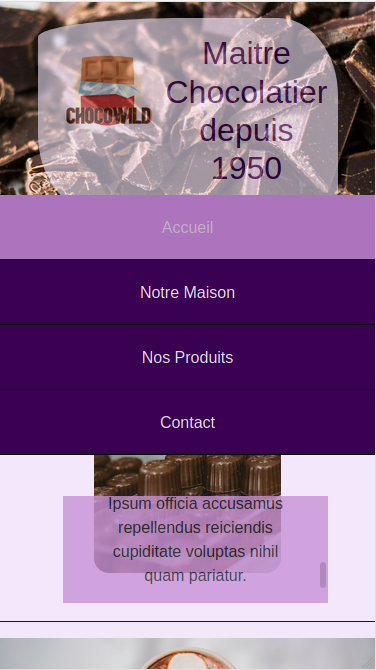 Maitre
Chocolatier
depuis
1950
CHOCOWILD
Accueil
Notre Maison
Nos Produits
Contact
Ipsum officia accusamus
repellendus reiciendis
cupiditate voluptas nihil
quam pariatur.